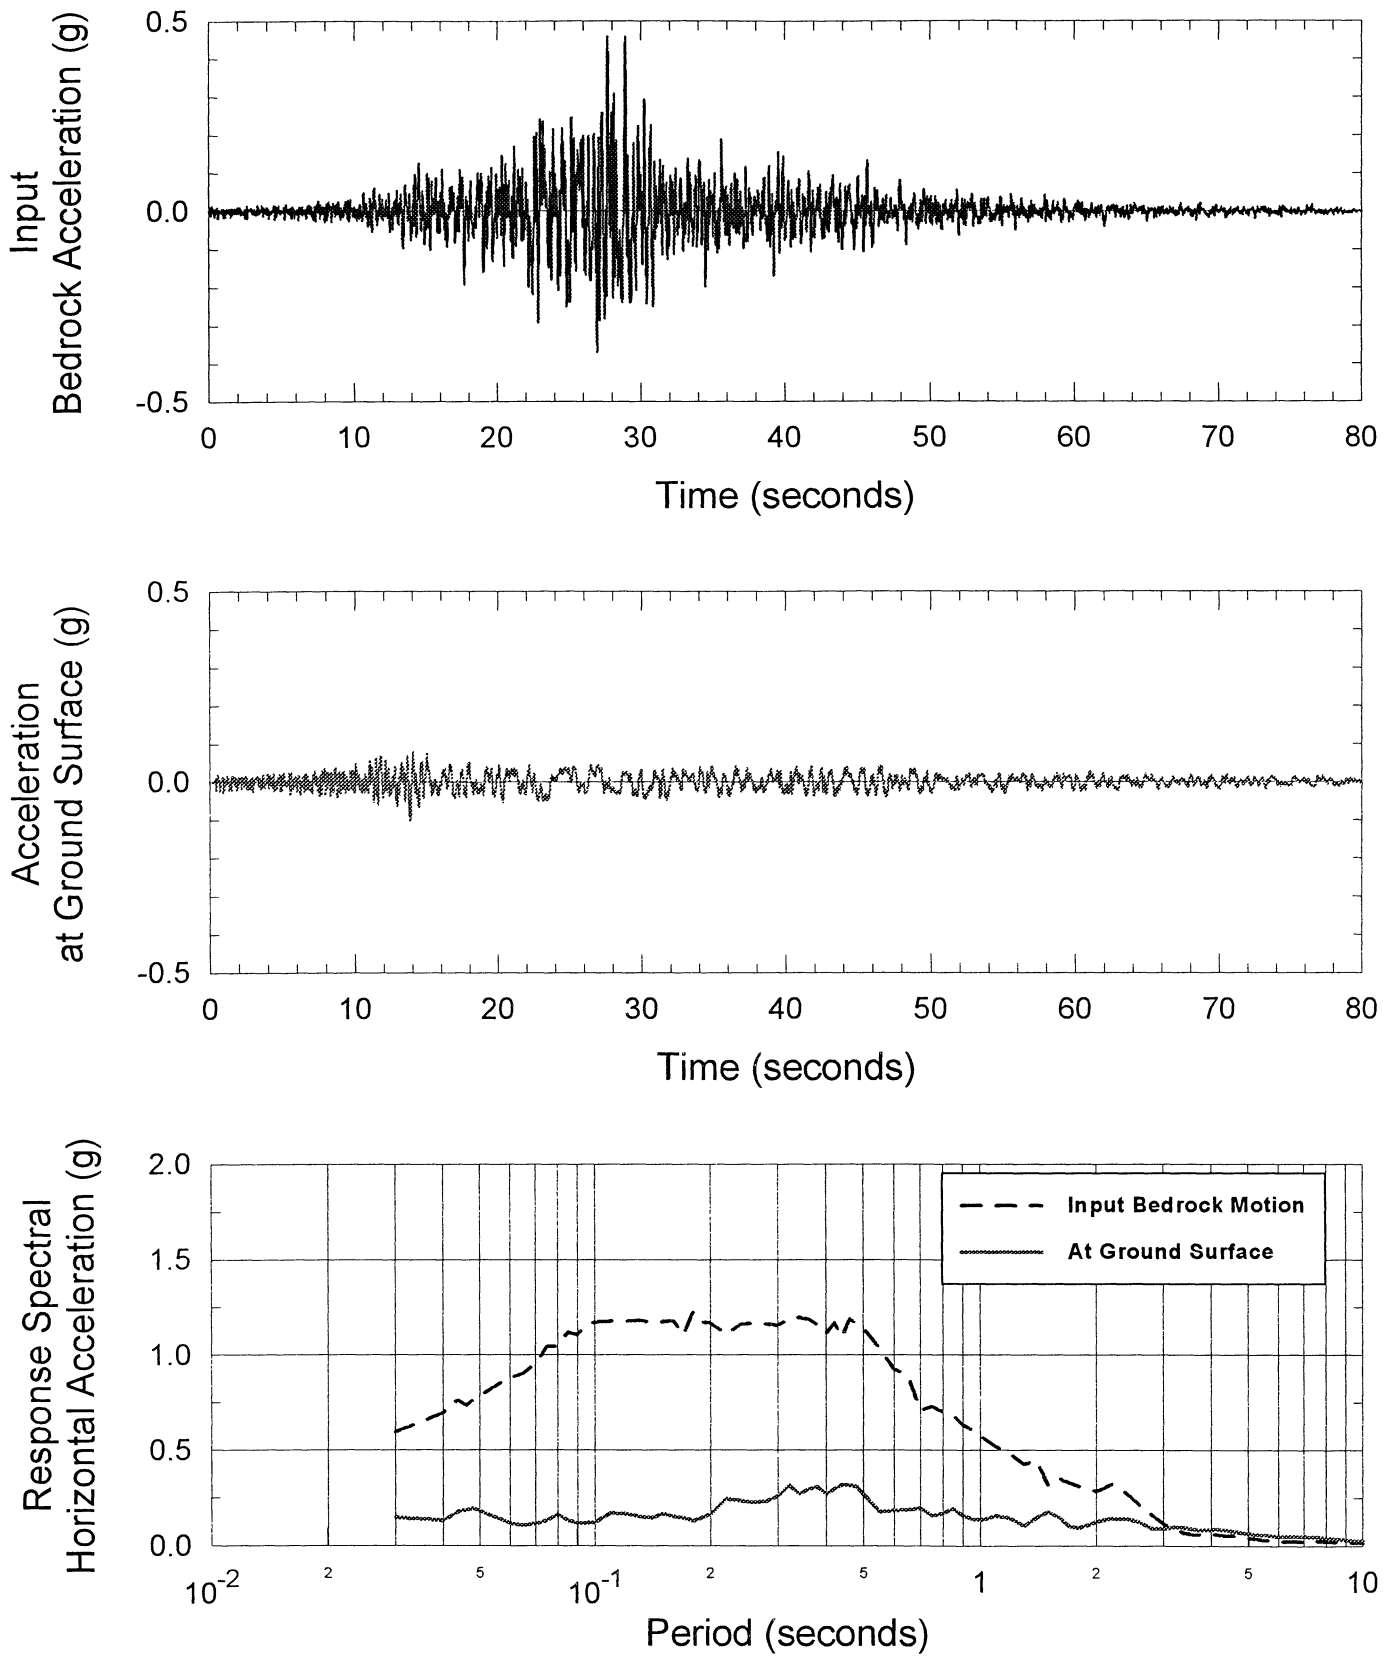 Input
Bedrock Acceleration (g)
0.5
0.0
-0.5
0 10 20 30 40 50 60 70 80
Time (seconds)
Acceleration
at Ground Surface (g)
0.5
0.0
-0.5
0 10 20 30 40 50 60 70 80
Time (seconds)
Response Spectral
Horizontal Acceleration (g)
2.0
1.5
1.0
0.5
0.0
Input Bedrock Motion
At Ground Surface
10-2 2 5 10-1 2 5 1 2 5 10
Period (seconds)